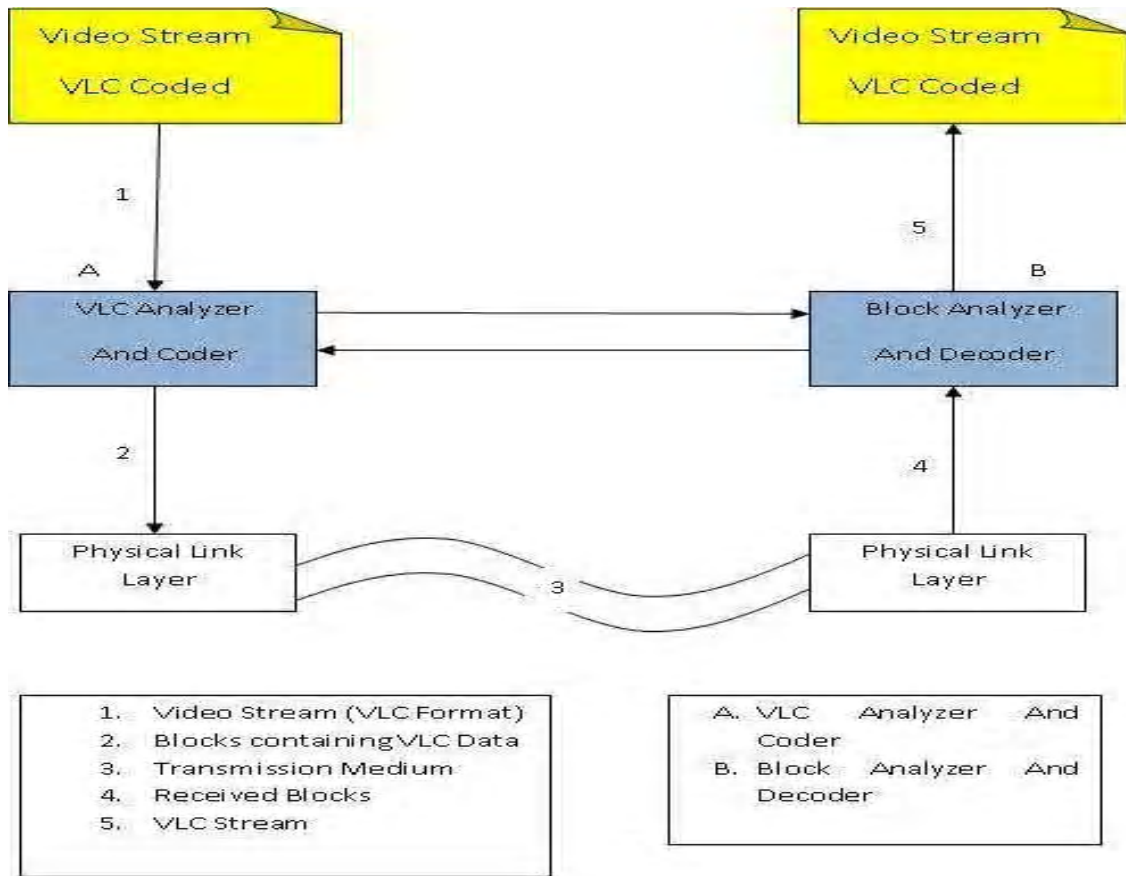 Video Stream
VLC Coded
Video Stream
VLC Coded
1
5
A
B
VLC Analyzer
And Coder
Block Analyzer
And Decoder
2
4
Physical Link
Layer
Physical Link
Layer
3
1. Video Stream (VLC Format)
2. Blocks containing VLC Data
3. Transmission Medium
4. Received Blocks
5. VLC Stream
A. VLC Analyzer And
Coder
B. Block Analyzer And
Decoder